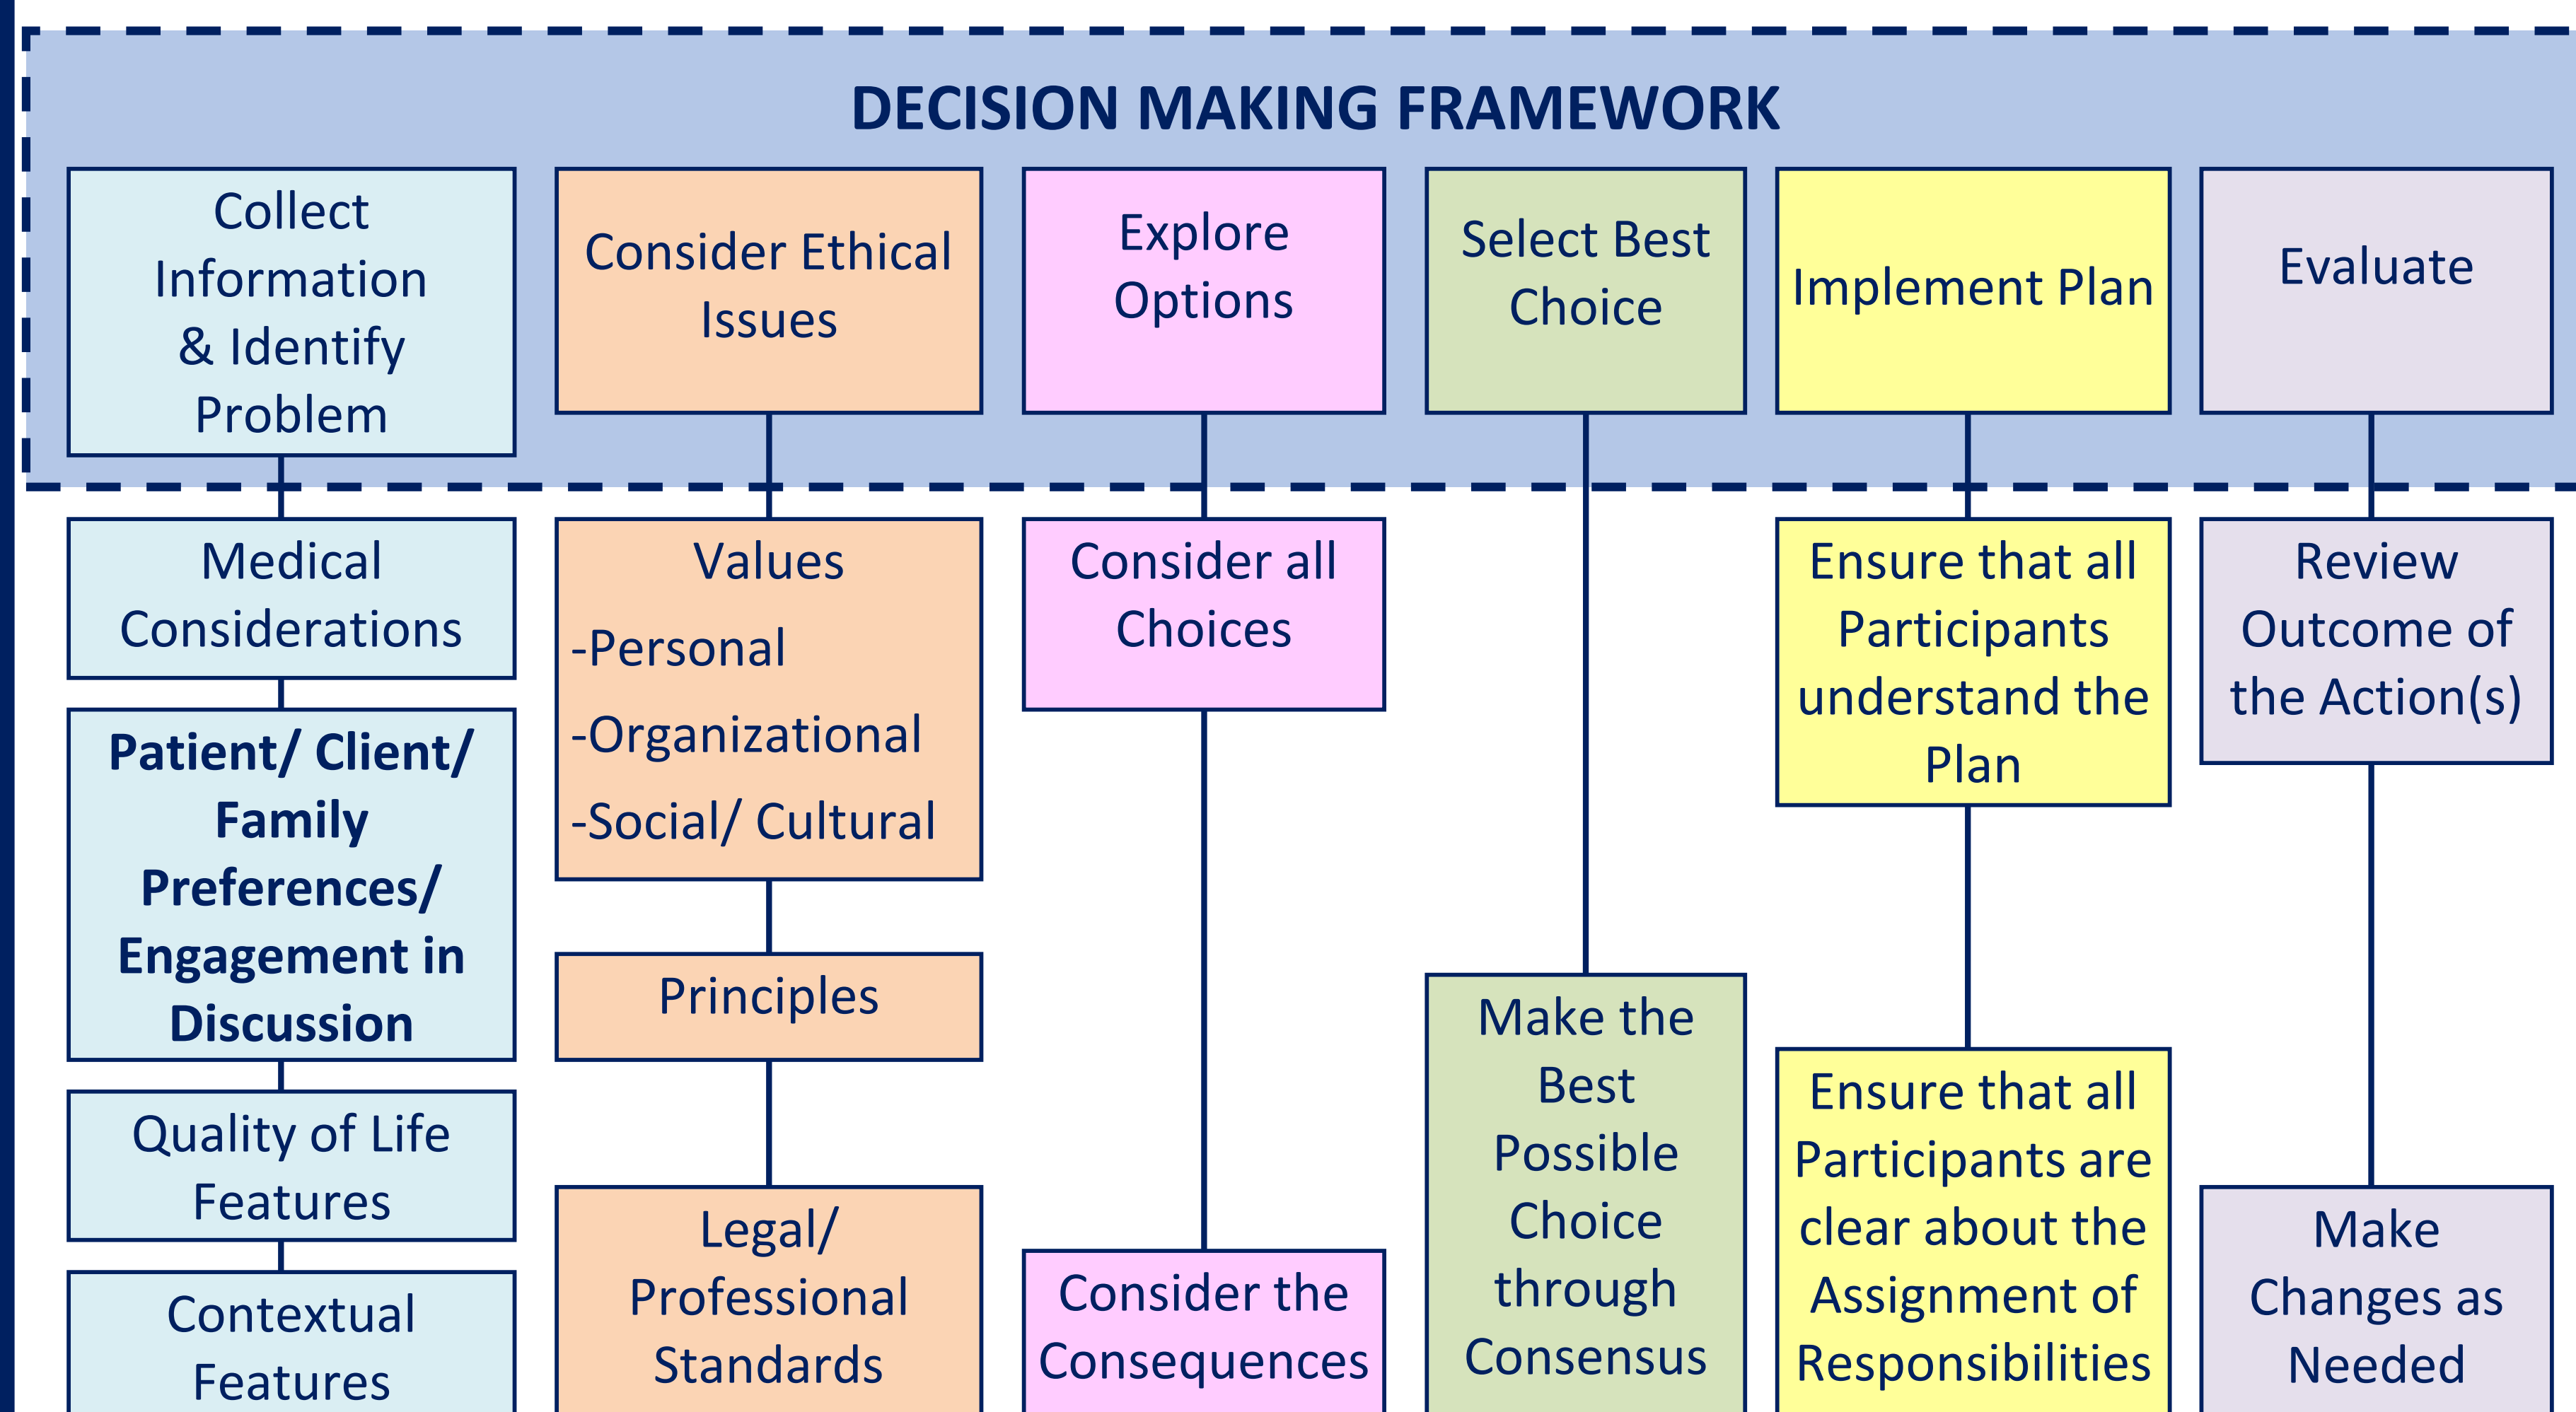 DECISION MAKING FRAMEWORK
Collect
Information
& Identify
Problem
Consider Ethical
Issues
Explore
Options
Select Best
Choice
Implement Plan
Evaluate
Medical
Considerations
Patient/ Client/
Family
Preferences/
Engagement in
Discussion
Quality of Life
Features
Contextual
Features
Values
-Personal
-Organizational
-Social/ Cultural
Principles
Legal/
Professional
Standards
Consider all
Choices
Consider the
Consequences
Make the
Best
Possible
Choice
through
Consensus
Ensure that all
Participants
understand the
Plan
Ensure that all
Participants are
clear about the
Assignment of
Responsibilities
Review
Outcome of
the Action(s)
Make
Changes as
Needed